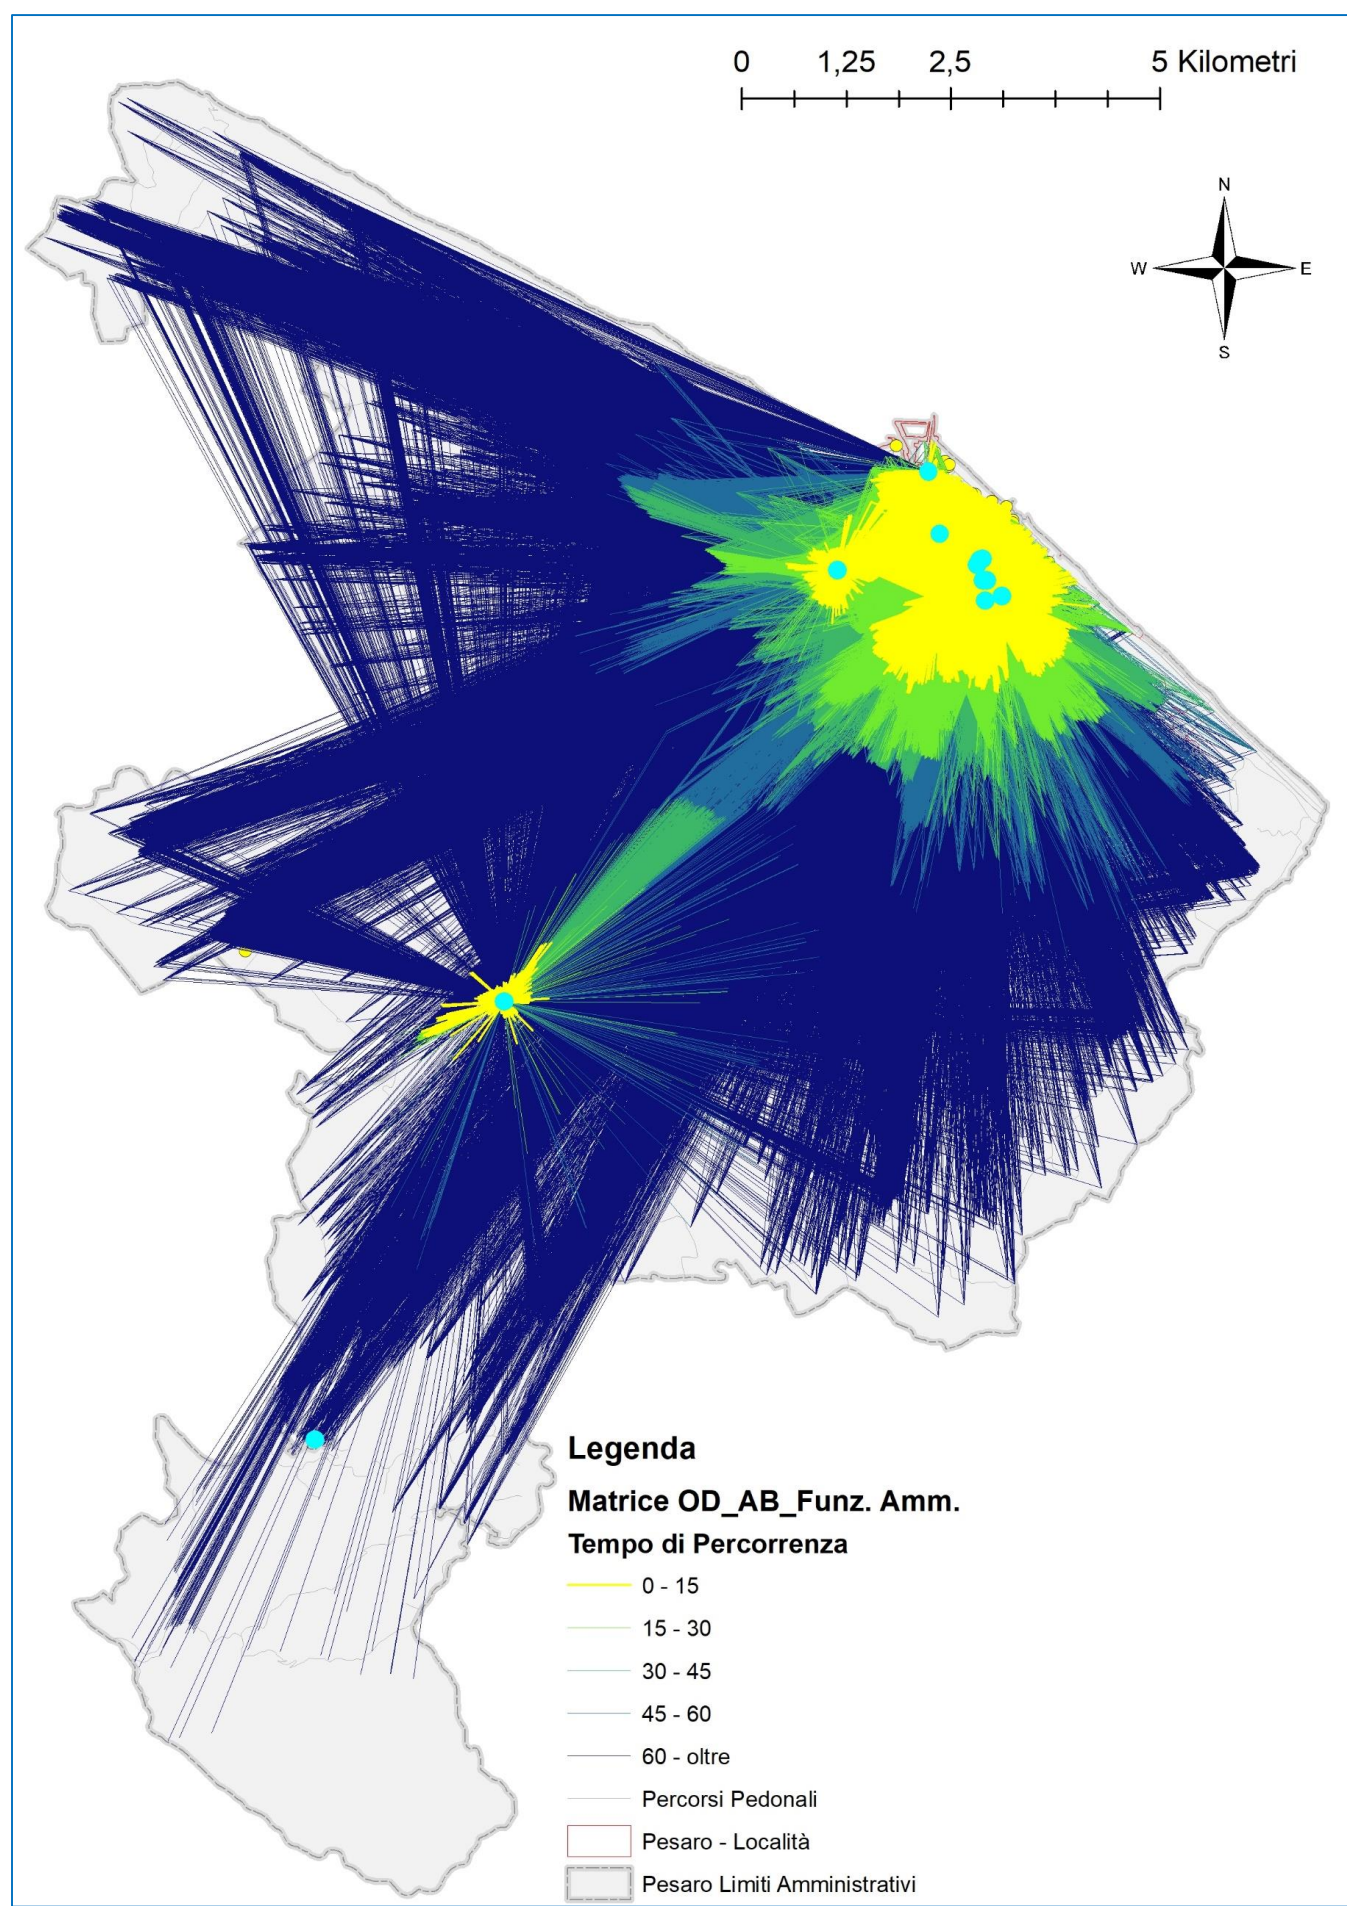 0 1,25 2,5 5 Kilometri
N
W E
S
Legenda
Matrice OD_AB_Funz. Amm.
Tempo di Percorrenza
0 - 15
15 - 30
30 - 45
45 - 60
60 - oltre
Percorsi Pedonali
Pesaro - Località
Pesaro Limiti Amministrativi